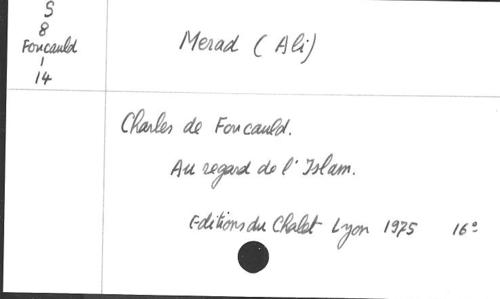 S
8
Foucauld
1
14
Merad (Ali)
Charles de Foucauld.
Au regard de l'Islam.
Editions du Chalet Lyon 1975 16°